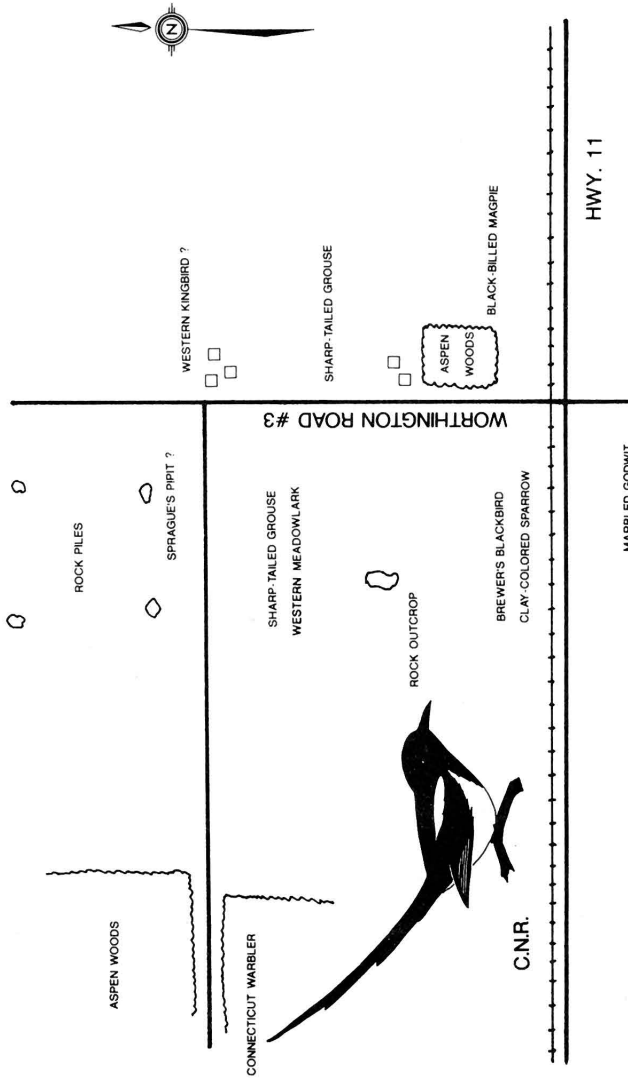 N
ASPEN WOODS
ROCK PILES
SPRAGUE'S PIPIT ?
WESTERN KINGBIRD ?
CONNECTICUT WARBLER
SHARP-TAILED GROUSE
WESTERN MEADOWLARK
WORTHINGTON ROAD #3
SHARP-TAILED GROUSE
ROCK OUTCROP
ASPEN
WOODS
BLACK-BILLED MAGPIE
BREWER'S BLACKBIRD
CLAY-COLORED SPARROW
C.N.R.
HWY. 11
MARBLED GODWIT